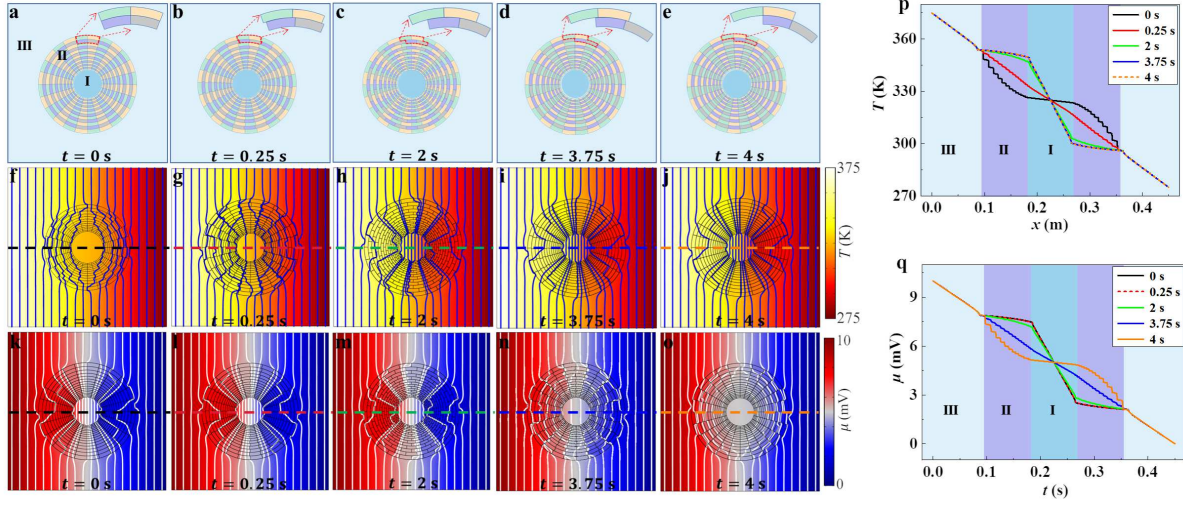 a
b
c
d
e
III
II
I
t = 0 s
t = 0.25 s
t = 2 s
t = 3.75 s
t = 4 s
f
g
h
i
j
375
T (K)
275
t = 0 s
t = 0.25 s
t = 2 s
t = 3.75 s
t = 4 s
k
l
m
n
o
10
μ (mV)
0
t = 0 s
t = 0.25 s
t = 2 s
t = 3.75 s
t = 4 s
p
360
330
300
270
T (K)
0 s
0.25 s
2 s
3.75 s
4 s
III
II
I
0.0 0.1 0.2 0.3 0.4
x (m)
q
9
6
3
0
μ (mV)
0 s
0.25 s
2 s
3.75 s
4 s
III
II
I
0.0 0.1 0.2 0.3 0.4
t (s)